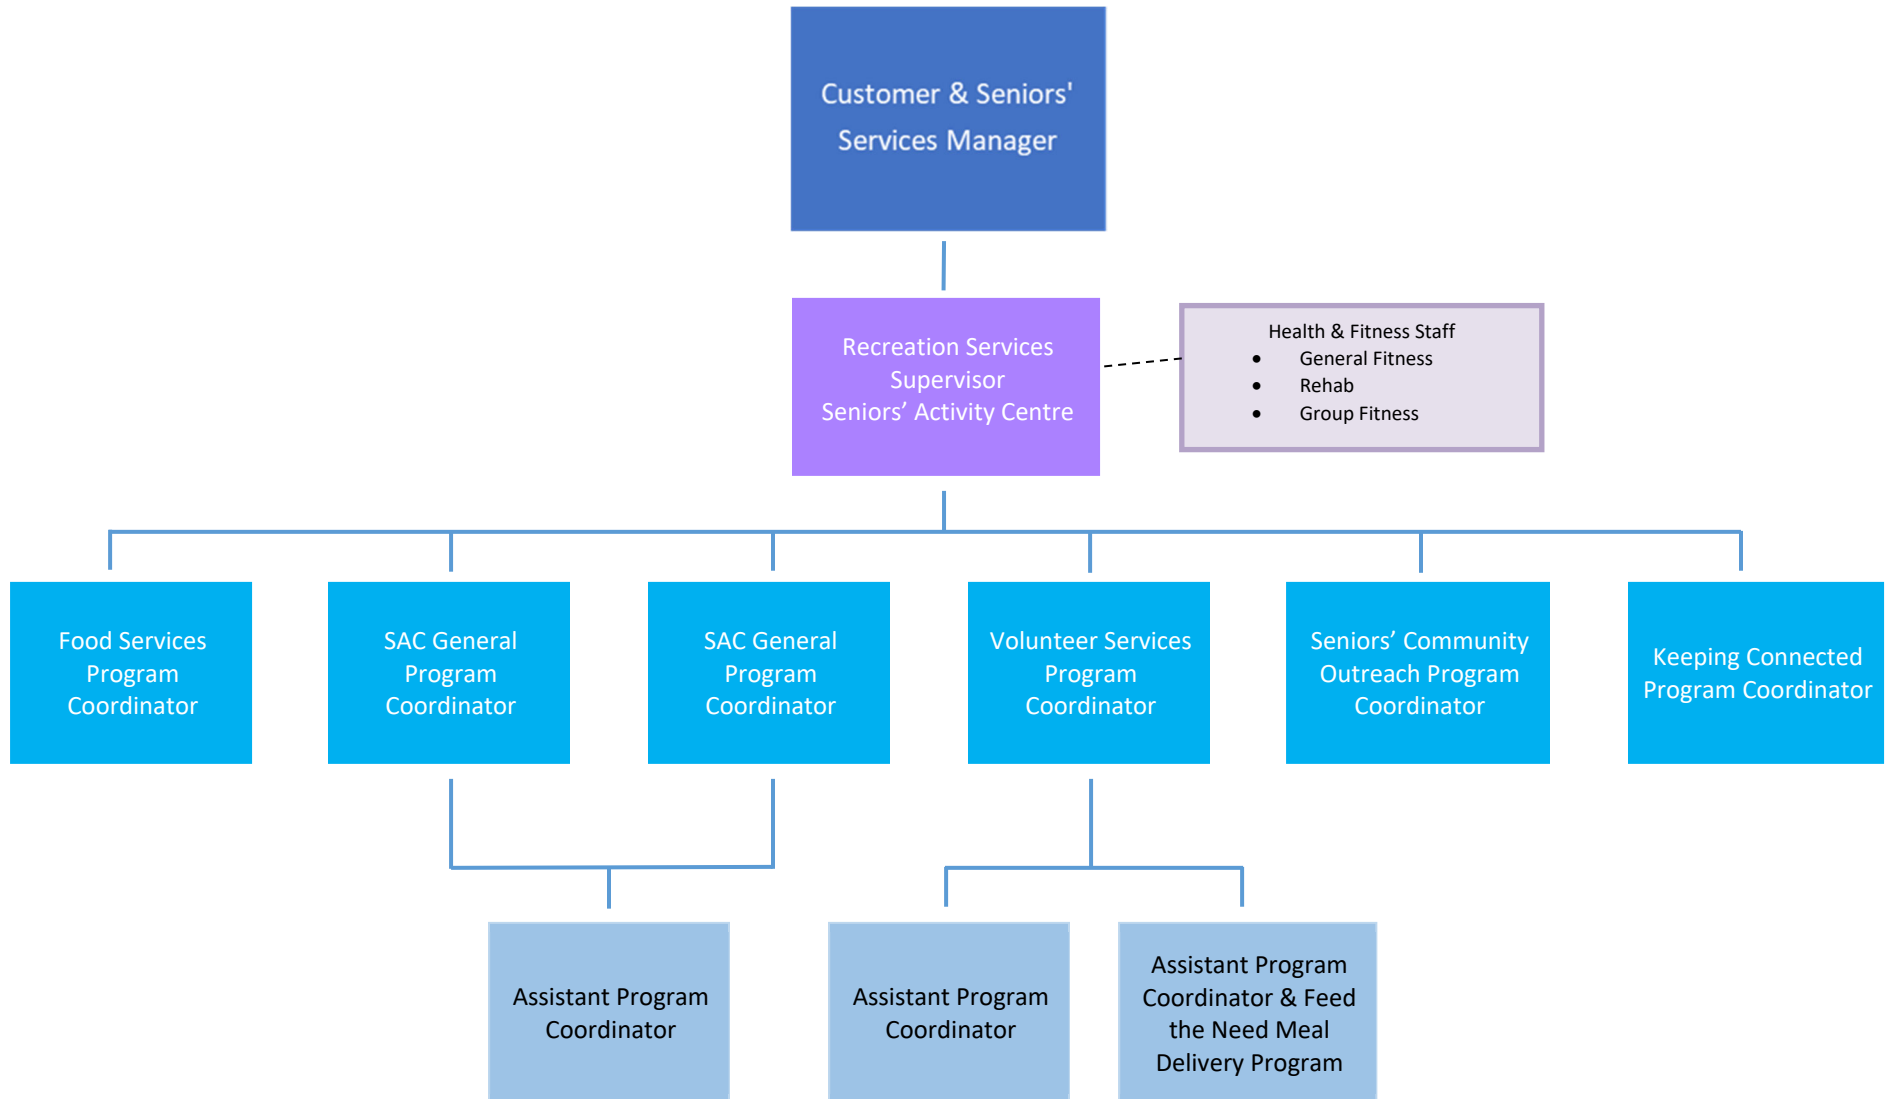 Customer & Seniors'
Services Manager
Recreation Services
Supervisor
Seniors’ Activity Centre
Health & Fitness Staff
• General Fitness
• Rehab
• Group Fitness
Food Services
Program
Coordinator
SAC General
Program
Coordinator
SAC General
Program
Coordinator
Volunteer Services
Program
Coordinator
Seniors’ Community
Outreach Program
Coordinator
Keeping Connected
Program Coordinator
Assistant Program
Coordinator
Assistant Program
Coordinator
Assistant Program
Coordinator & Feed
the Need Meal
Delivery Program